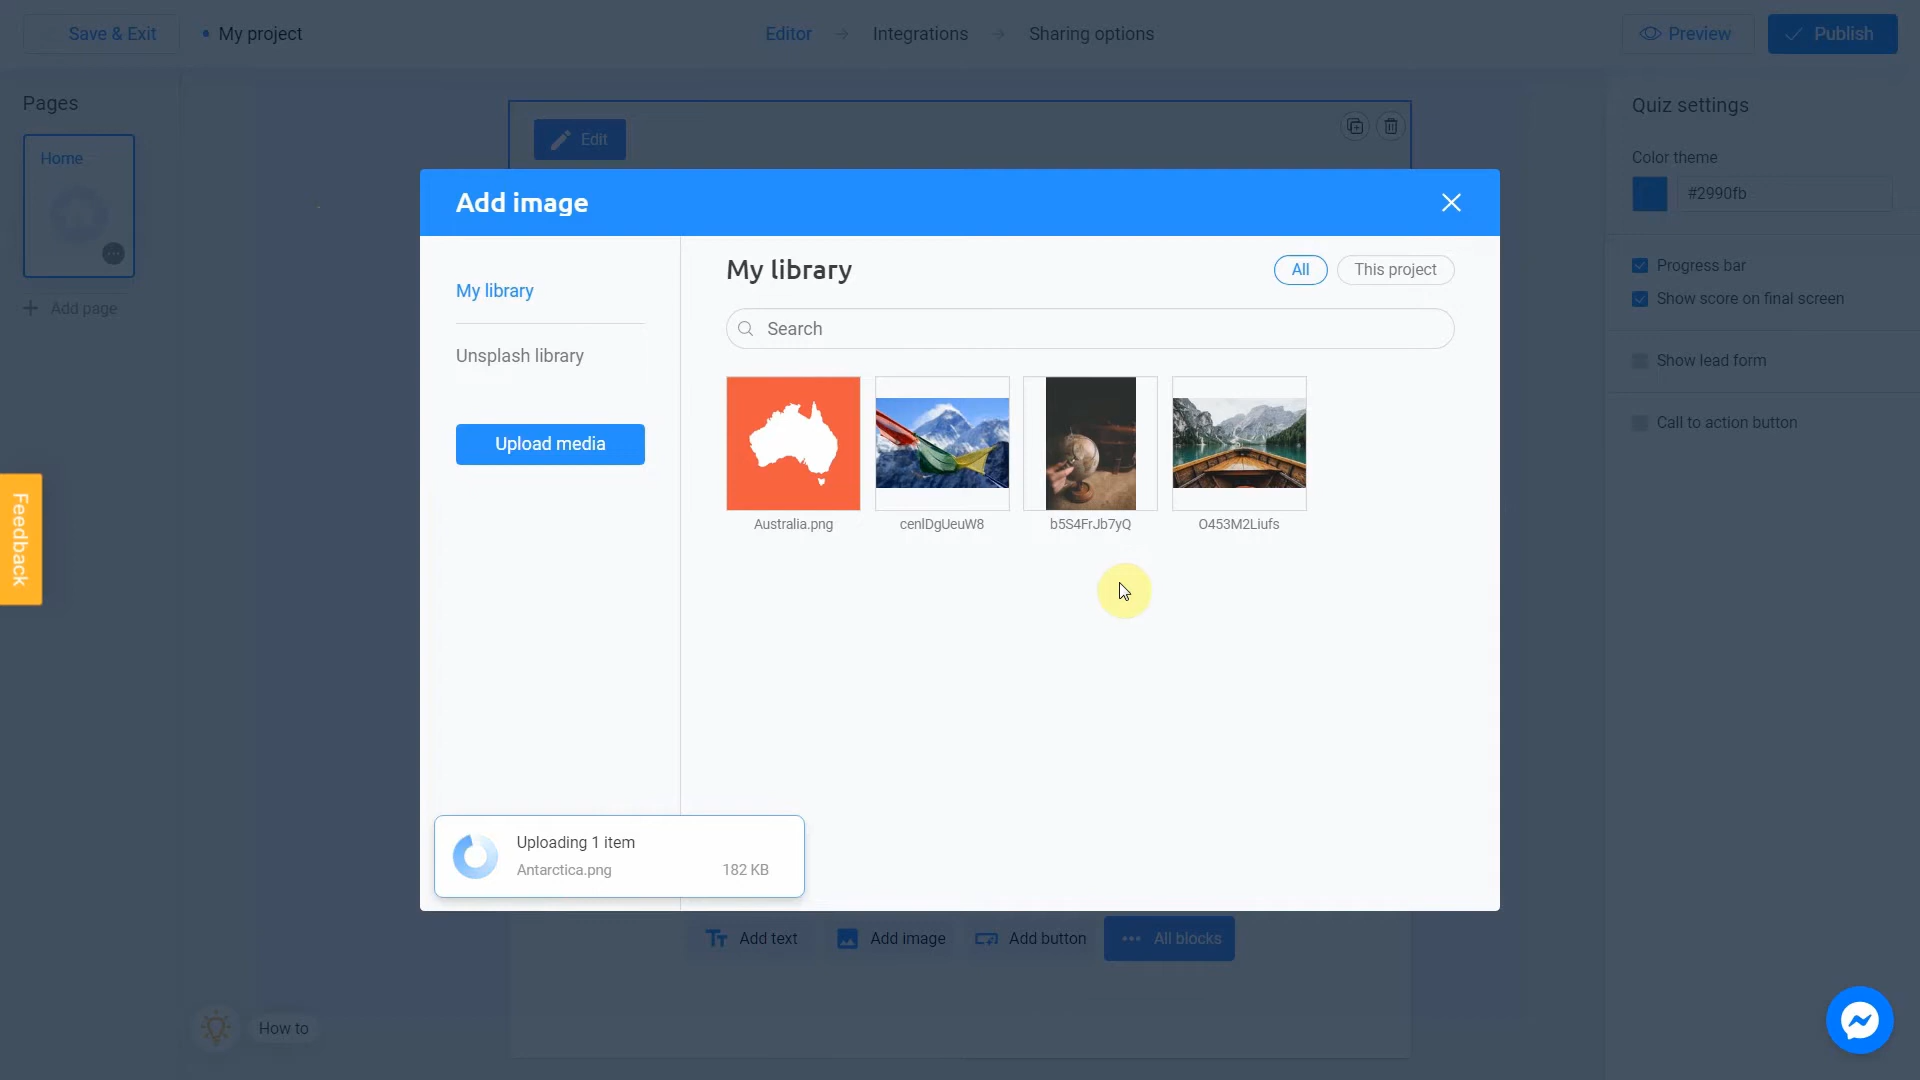 Save & Exit
My project
Editor
Integrations
Sharing options
Preview
Publish
Pages
Home
Add page
Edit
Quiz settings
Color theme
#2990fb
Progress bar
Show score on final screen
Show lead form
Call to action button
Add image
My library
Unsplash library
Upload media
My library
All
This project
Search
Australia.png
cenlDgUeuW8
b5S4FrJb7yQ
O453M2Liufs
Feedback
Uploading 1 item
Antarctica.png
182 KB
Add text
Add image
Add button
All blocks
How to